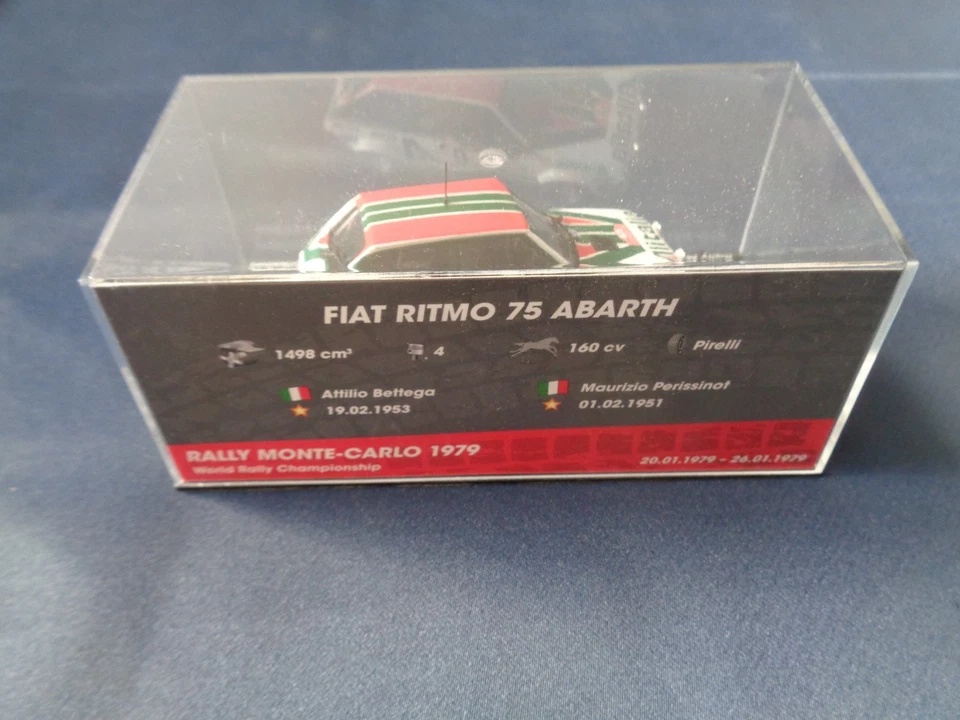 FIAT RITMO 75 ABARTH
1498 cm³ 4 160 cv Pirelli
Attilio Bettega Maurizio Perissinot
19.02.1953 01.02.1951
RALLY MONTE-CARLO 1979
World Rally Championship 20.01.1979 - 26.01.1979